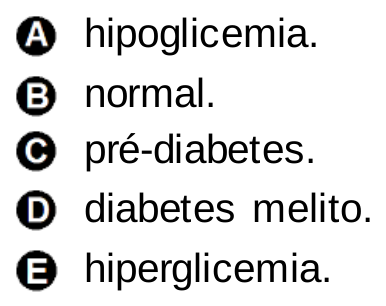 A hipoglicemia.
B normal.
C pré-diabetes.
D diabetes melito.
E hiperglicemia.